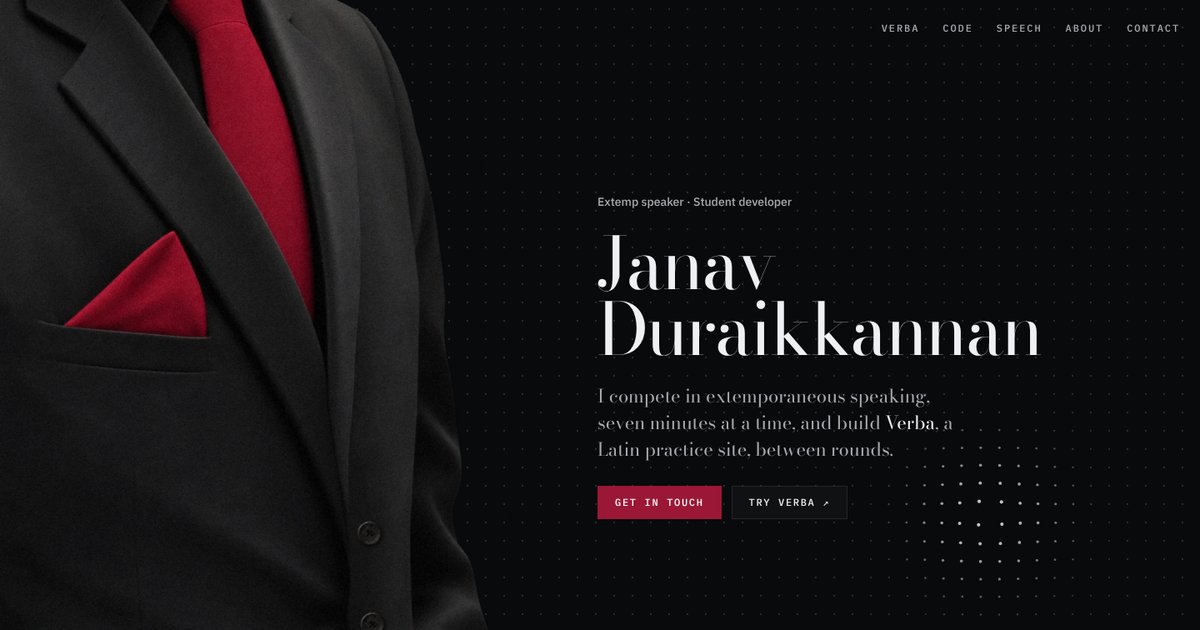 VERBA CODE SPEECH ABOUT CONTACT
Extemp speaker · Student developer
Janav
Duraikkannan
I compete in extemporaneous speaking,
seven minutes at a time, and build Verba, a
Latin practice site, between rounds.
GET IN TOUCH TRY VERBA ↗